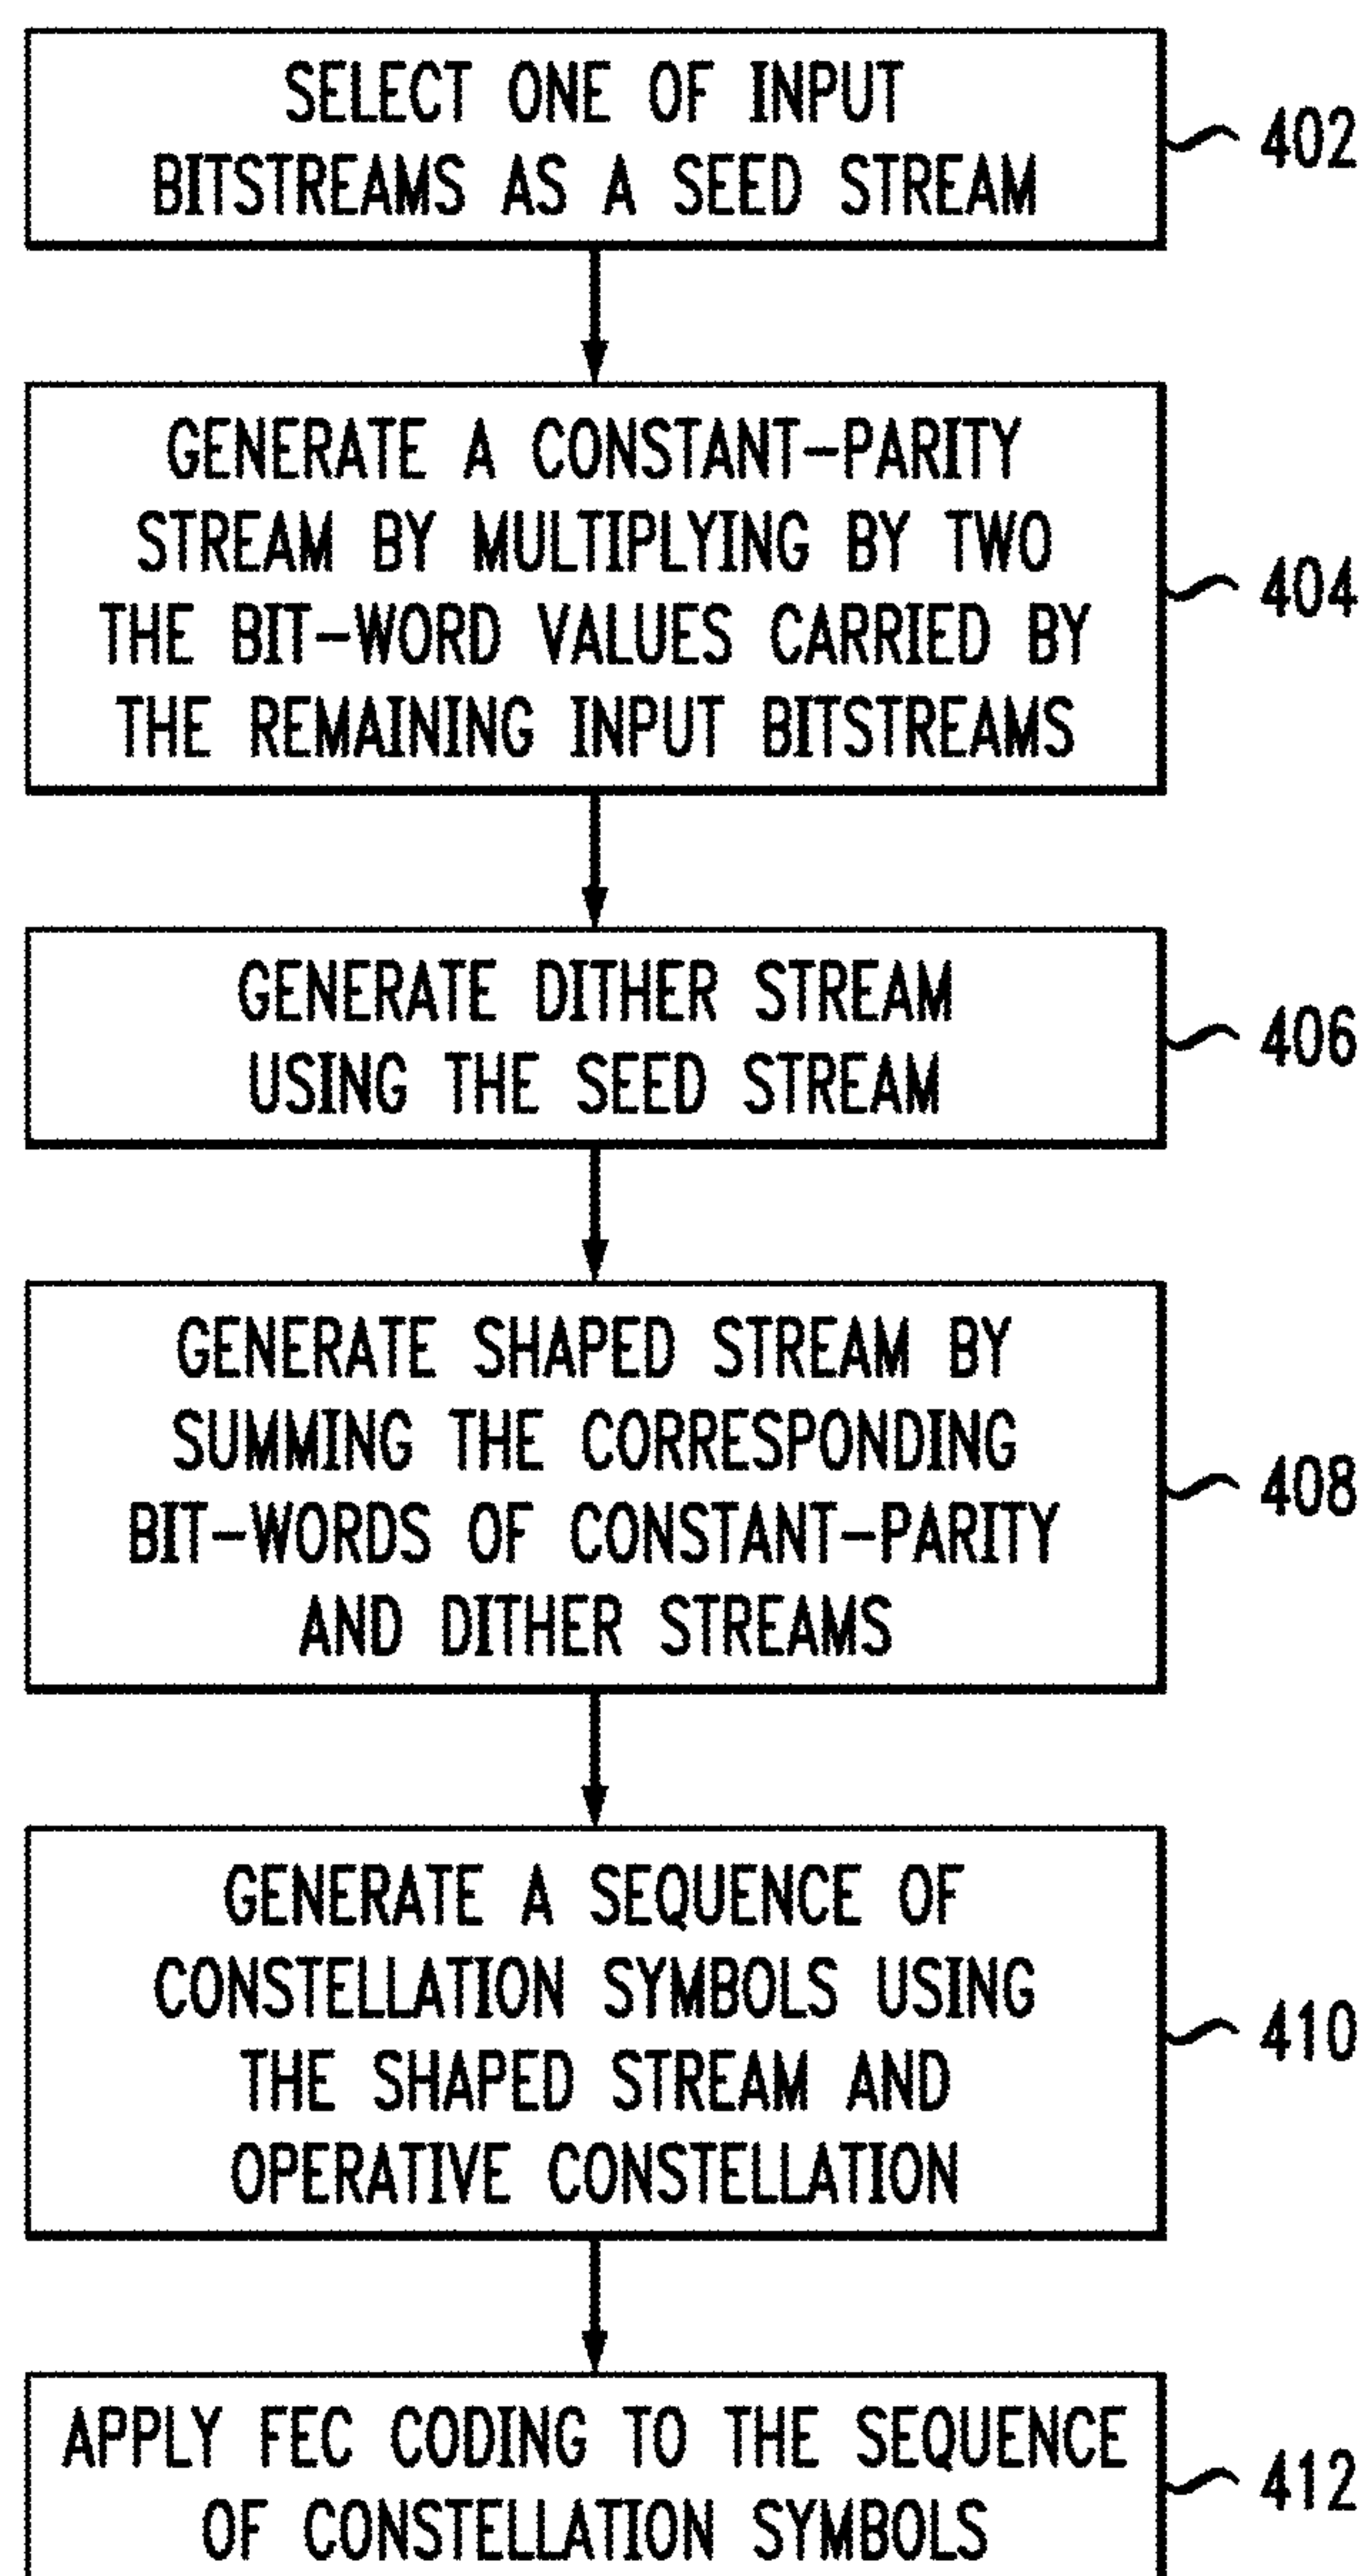 SELECT ONE OF INPUT
BITSTREAMS AS A SEED STREAM
402
GENERATE A CONSTANT-PARITY
STREAM BY MULTIPLYING BY TWO
THE BIT-WORD VALUES CARRIED BY
THE REMAINING INPUT BITSTREAMS
404
GENERATE DITHER STREAM
USING THE SEED STREAM
406
GENERATE SHAPED STREAM BY
SUMMING THE CORRESPONDING
BIT-WORDS OF CONSTANT-PARITY
AND DITHER STREAMS
408
GENERATE A SEQUENCE OF
CONSTELLATION SYMBOLS USING
THE SHAPED STREAM AND
OPERATIVE CONSTELLATION
410
APPLY FEC CODING TO THE SEQUENCE
OF CONSTELLATION SYMBOLS
412